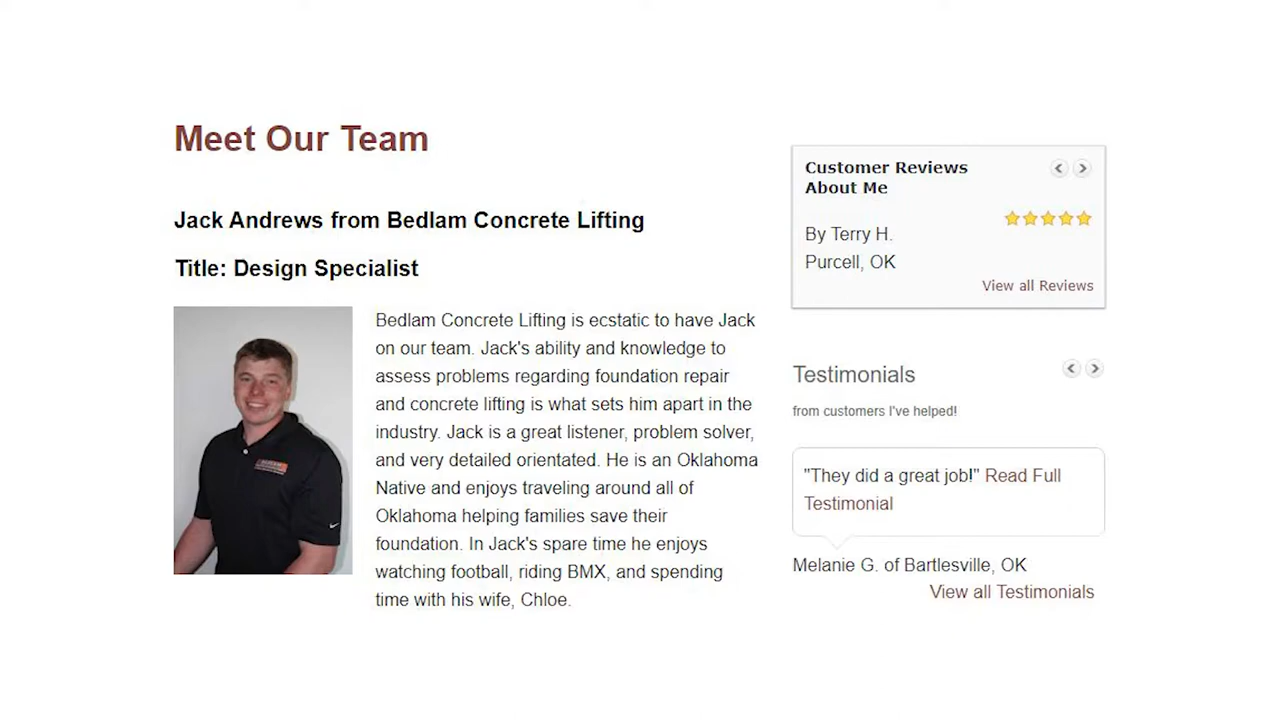 Meet Our Team
Jack Andrews from Bedlam Concrete Lifting
Title: Design Specialist
Bedlam Concrete Lifting is ecstatic to have Jack
on our team. Jack's ability and knowledge to
assess problems regarding foundation repair
and concrete lifting is what sets him apart in the
industry. Jack is a great listener, problem solver,
and very detailed orientated. He is an Oklahoma
Native and enjoys traveling around all of
Oklahoma helping families save their
foundation. In Jack's spare time he enjoys
watching football, riding BMX, and spending
time with his wife, Chloe.
Customer Reviews
About Me
By Terry H.
Purcell, OK
View all Reviews
Testimonials
from customers I've helped!
"They did a great job!" Read Full
Testimonial
Melanie G. of Bartlesville, OK
View all Testimonials